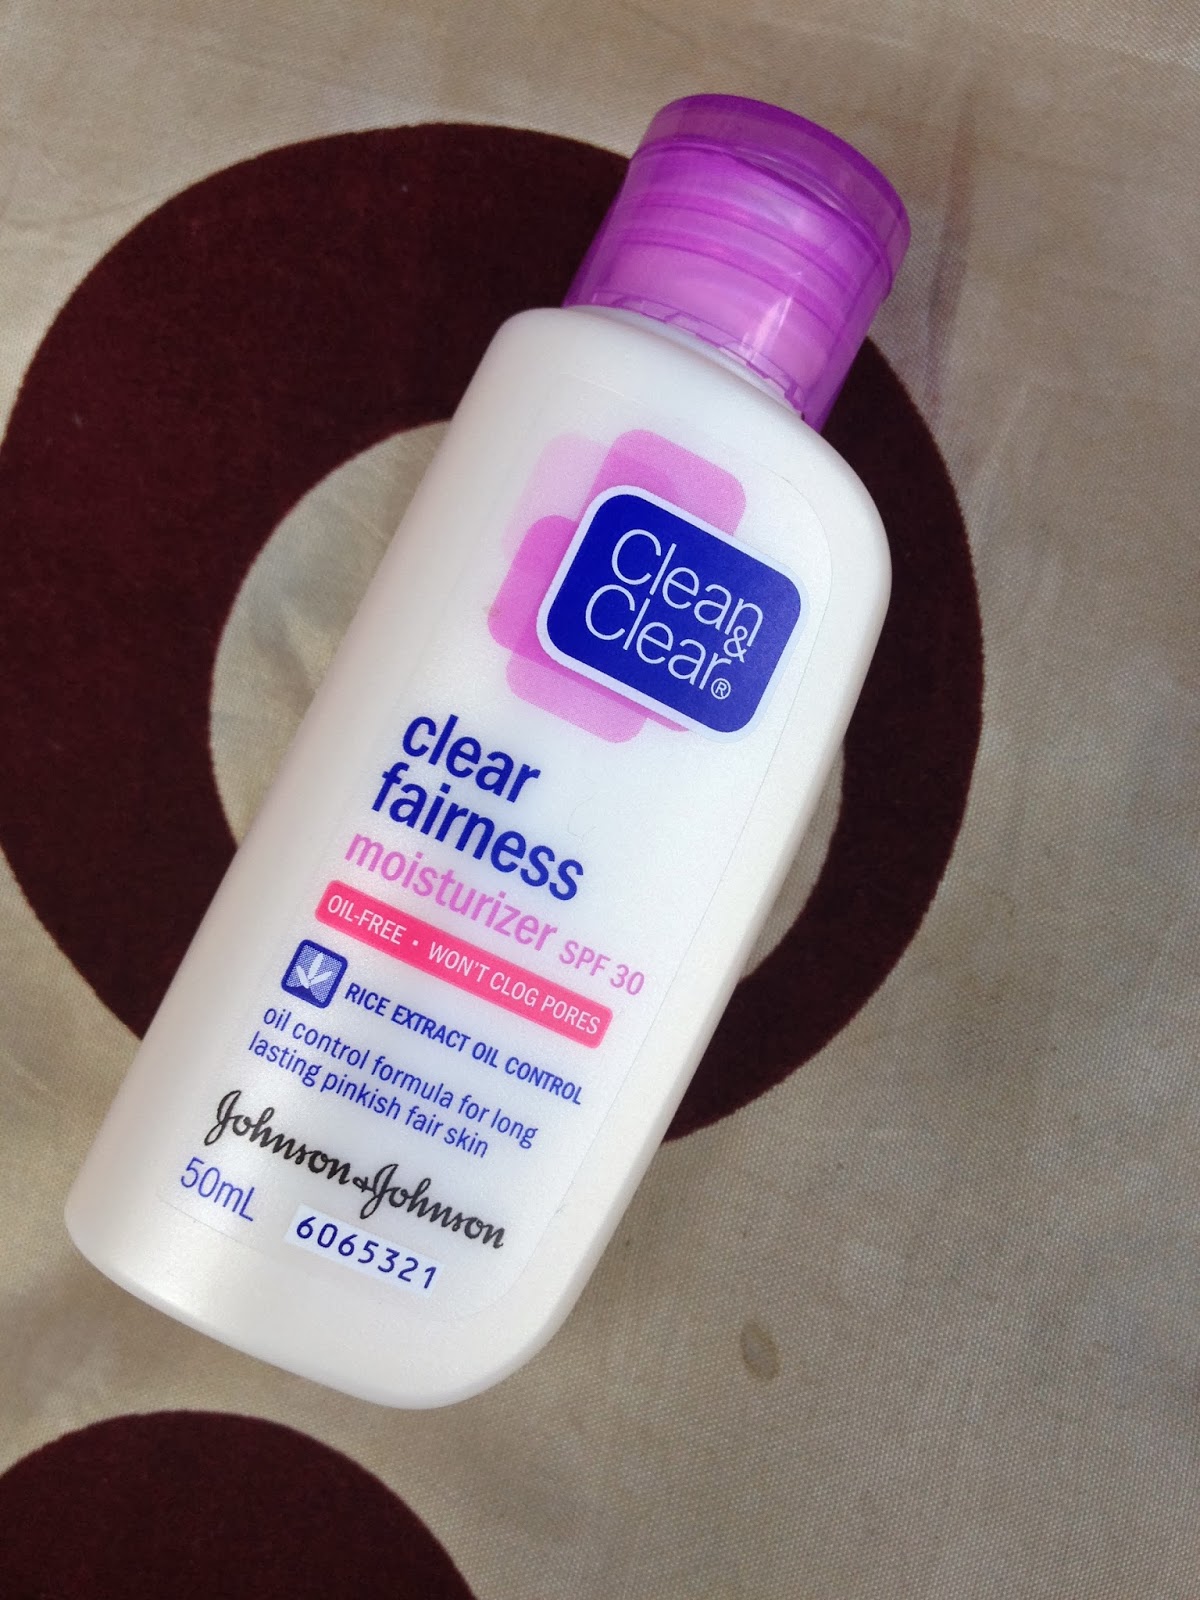 Clean
&
Clear®
clear
fairness
moisturizer SPF 30
OIL-FREE • WON'T CLOG PORES
RICE EXTRACT OIL CONTROL
oil control formula for long
lasting pinkish fair skin
Johnson & Johnson
50mL
6065321